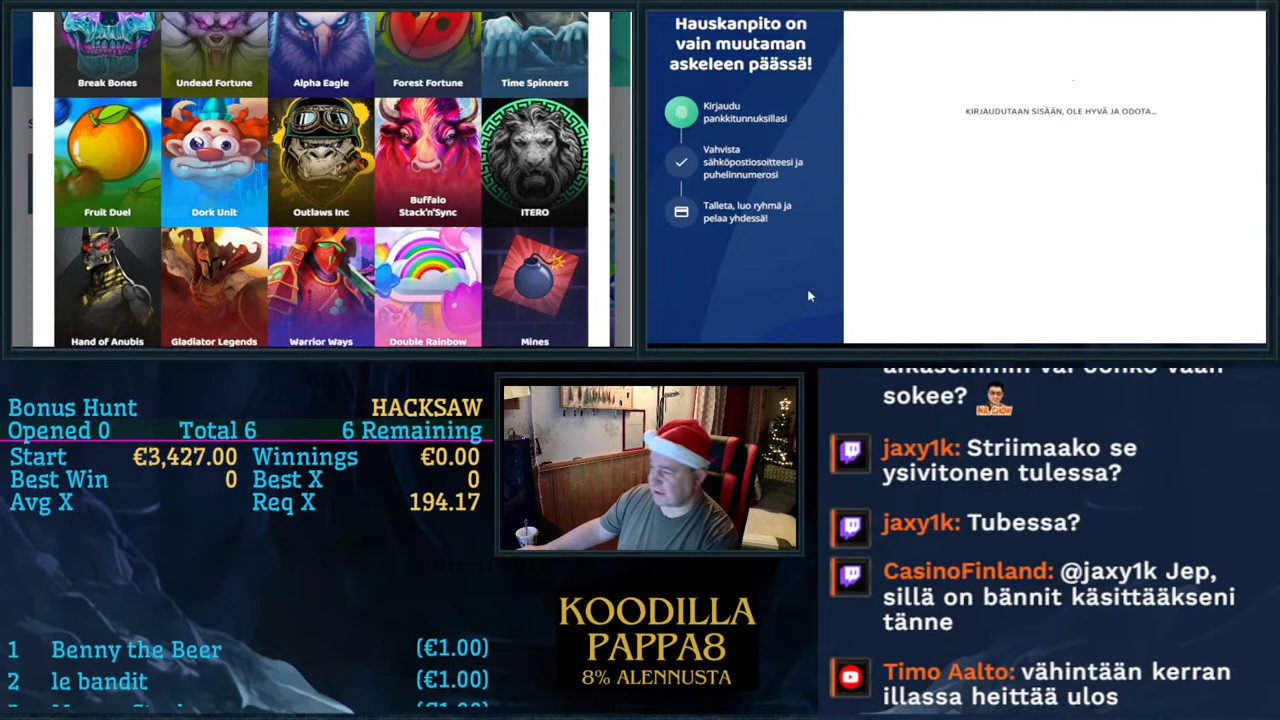 Break Bones
Undead Fortune
Alpha Eagle
Forest Fortune
Time Spinners
Fruit Duel
Dork Unit
Outlaws Inc
Buffalo
Stack'n'Sync
ITERO
Hand of Anubis
Gladiator Legends
Warrior Ways
Double Rainbow
Mines
Hauskanpito on
vain muutaman
askeleen päässä!
Kirjaudu
pankkitunnuksillasi
Vahvista
sähköpostiosoitteesi ja
puhelinnumerosi
Talleta, luo ryhmä ja
pelaa yhdessä!
KIRJAUDUTAAN SISÄÄN, OLE HYVÄ JA ODOTA...
Bonus Hunt HACKSAW
Opened 0 Total 6 6 Remaining
Start €3,427.00 Winnings €0.00
Best Win 0 Best X 0
Avg X Req X 194.17
1 Benny the Beer (€1.00)
2 le bandit (€1.00)
KOODILLA
PAPPA8
8% ALENNUSTA
sokee? MR. CHOW
jaxy1k: Striimaako se
ysivitonen tulessa?
jaxy1k: Tubessa?
CasinoFinland: @jaxy1k Jep,
sillä on bännit käsittääkseni
tänne
Timo Aalto: vähintään kerran
illassa heittää ulos